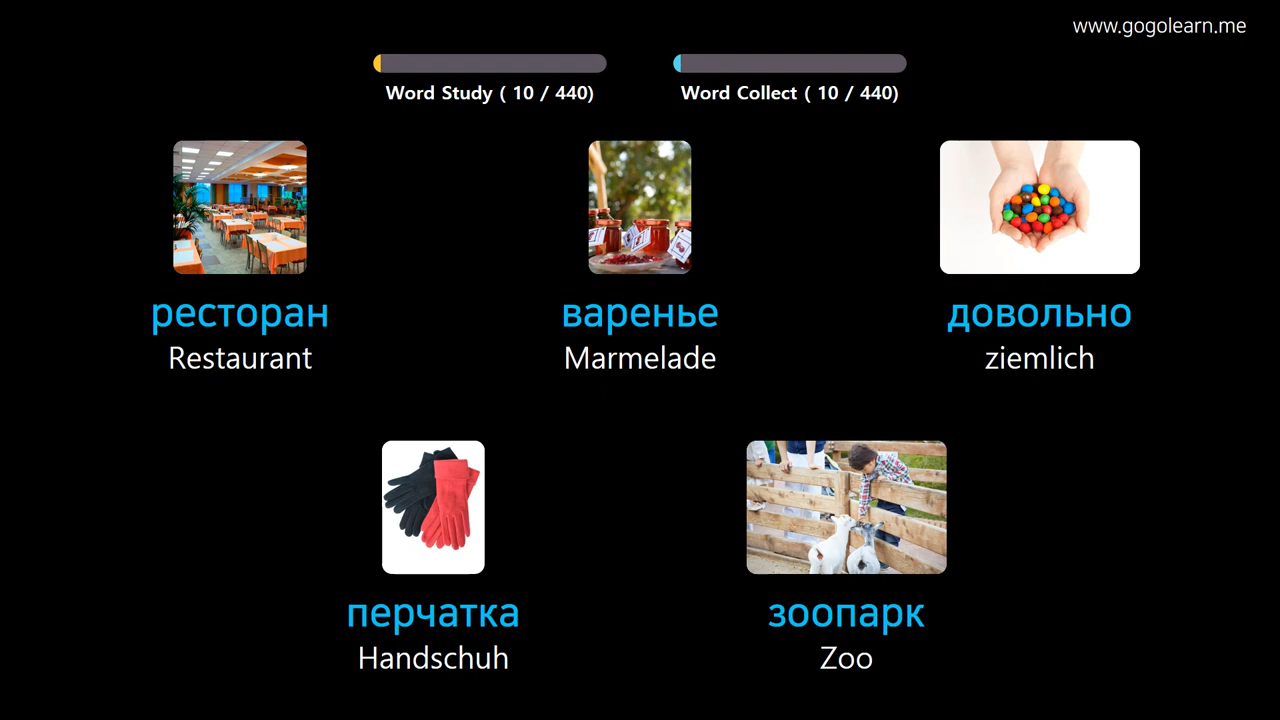 www.gogolearn.me
Word Study ( 10 / 440)
Word Collect ( 10 / 440)
ресторан
Restaurant
варенье
Marmelade
довольно
ziemlich
перчатка
Handschuh
зоопарк
Zoo